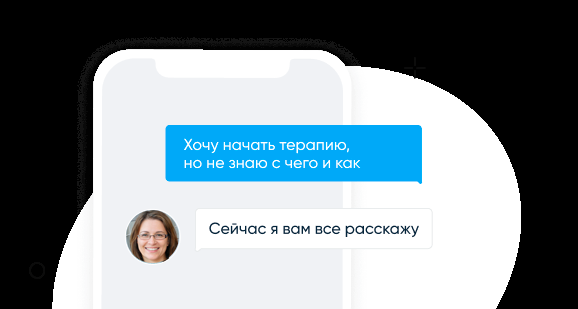 Хочу начать терапию,
но не знаю с чего и как
Сейчас я вам все расскажу